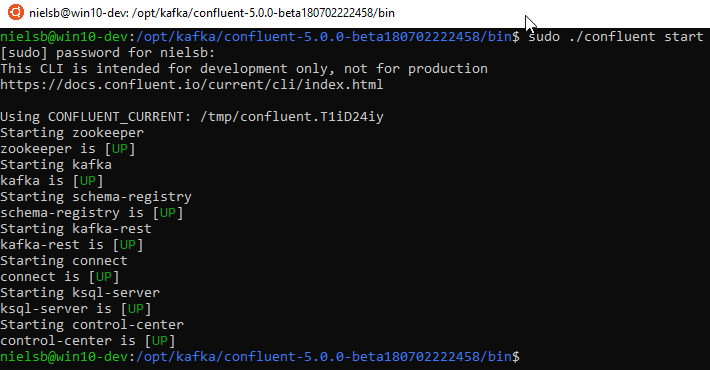 nielsb@win10-dev: /opt/kafka/confluent-5.0.0-beta180702222458/bin
nielsb@win10-dev:/opt/kafka/confluent-5.0.0-beta180702222458/bin$ sudo ./confluent start
[sudo] password for nielsb:
This CLI is intended for development only, not for production
https://docs.confluent.io/current/cli/index.html
Using CONFLUENT_CURRENT: /tmp/confluent.T1iD24iy
Starting zookeeper
zookeeper is [UP]
Starting kafka
kafka is [UP]
Starting schema-registry
schema-registry is [UP]
Starting kafka-rest
kafka-rest is [UP]
Starting connect
connect is [UP]
Starting ksql-server
ksql-server is [UP]
Starting control-center
control-center is [UP]
nielsb@win10-dev:/opt/kafka/confluent-5.0.0-beta180702222458/bin$